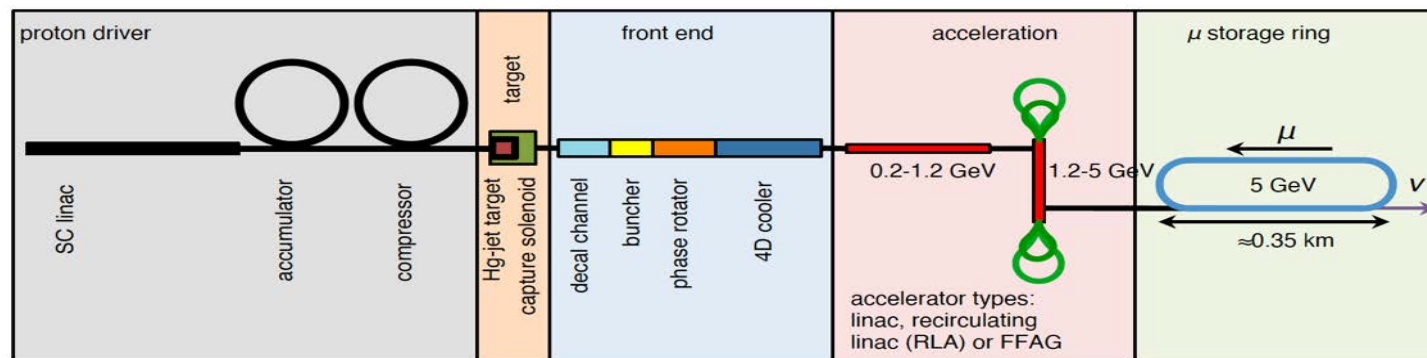 proton driver
target
front end
acceleration
μ storage ring
SC linac
accumulator
compressor
Hg-jet target
capture solenoid
decal channel
buncher
phase rotator
4D cooler
0.2-1.2 GeV
1.2-5 GeV
μ
5 GeV
ν
≈0.35 km
accelerator types:
linac, recirculating
linac (RLA) or FFAG